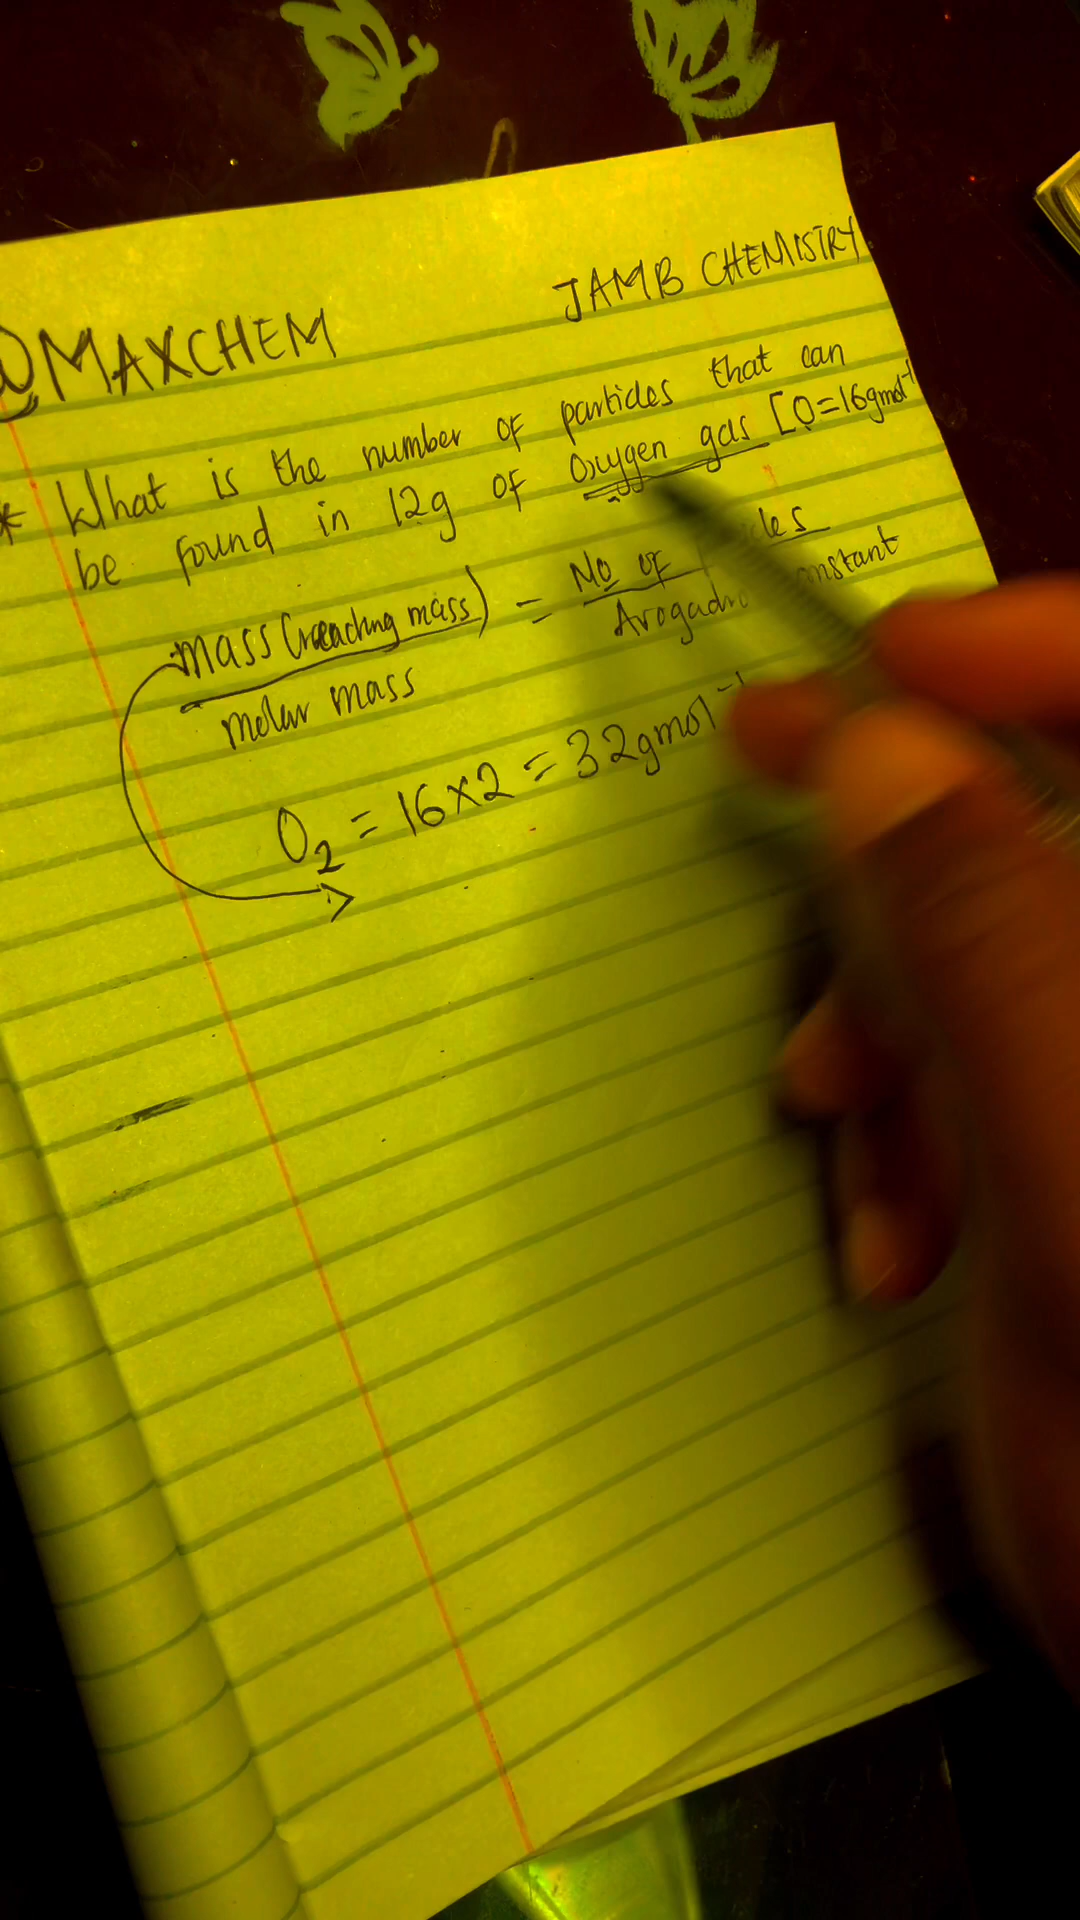 @MAXCHEM
JAMB CHEMISTRY
* What is the number of particles that can
be found in 12g of Oxygen gas [O=16gmol⁻¹
mass (reacting mass) = No of
molar mass Avogadro
O₂ = 16×2 = 32gmol⁻¹